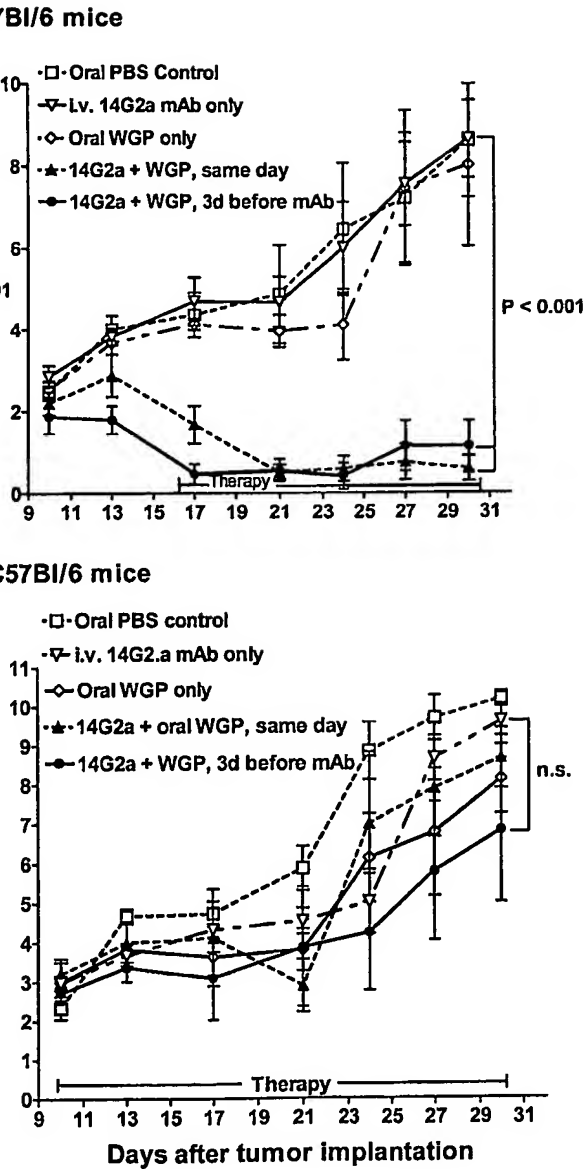 7Bl/6 mice
Oral PBS Control
i.v. 14G2a mAb only
Oral WGP only
14G2a + WGP, same day
14G2a + WGP, 3d before mAb
10
8
6
4
2
0
P < 0.001
Therapy
9 11 13 15 17 19 21 23 25 27 29 31
C57Bl/6 mice
Oral PBS control
i.v. 14G2.a mAb only
Oral WGP only
14G2a + oral WGP, same day
14G2a + WGP, 3d before mAb
11
10
9
8
7
6
5
4
3
2
1
0
n.s.
Therapy
9 11 13 15 17 19 21 23 25 27 29 31
Days after tumor implantation